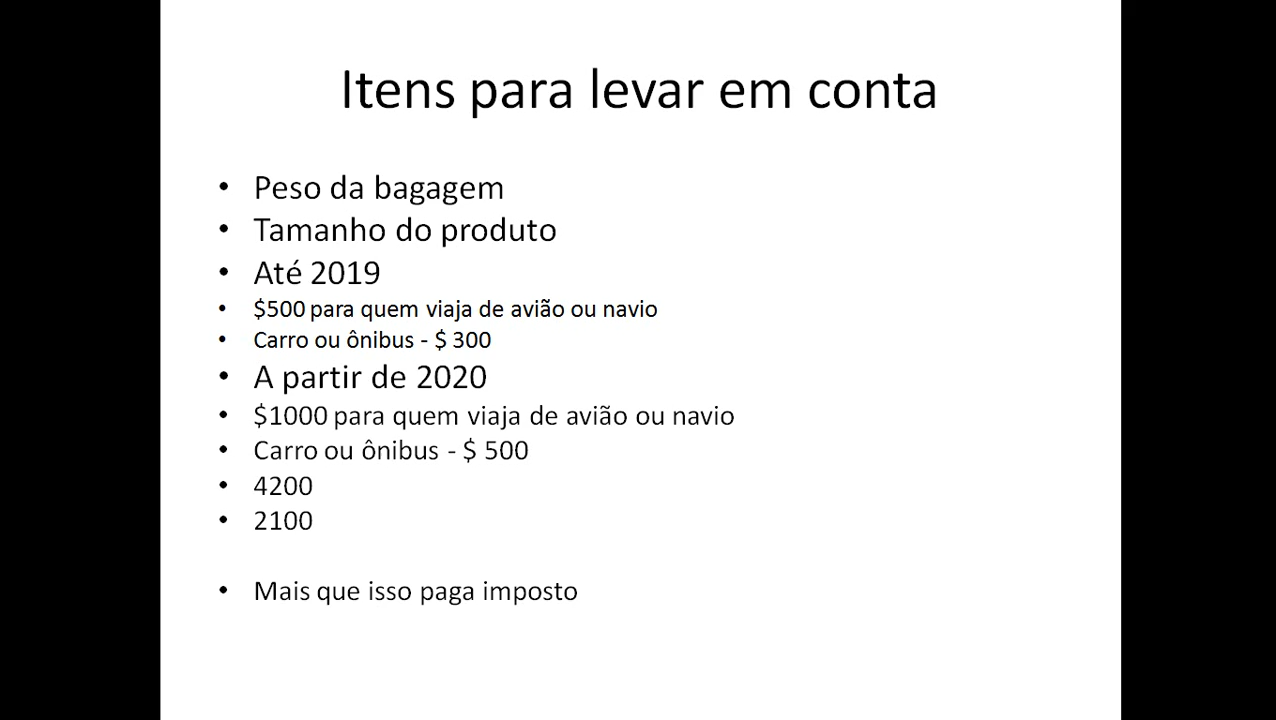 Itens para levar em conta
• Peso da bagagem
• Tamanho do produto
• Até 2019
• $500 para quem viaja de avião ou navio
• Carro ou ônibus - $ 300
• A partir de 2020
• $1000 para quem viaja de avião ou navio
• Carro ou ônibus - $ 500
• 4200
• 2100
• Mais que isso paga imposto